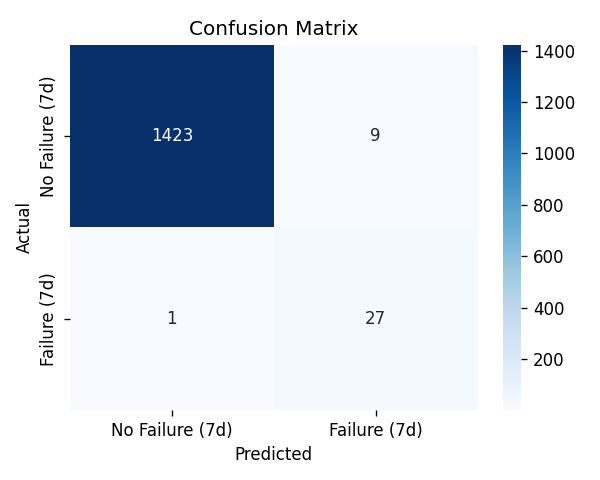 Confusion Matrix
Actual
No Failure (7d)
Failure (7d)
1423
9
1
27
No Failure (7d)
Failure (7d)
Predicted
1400
1200
1000
800
600
400
200